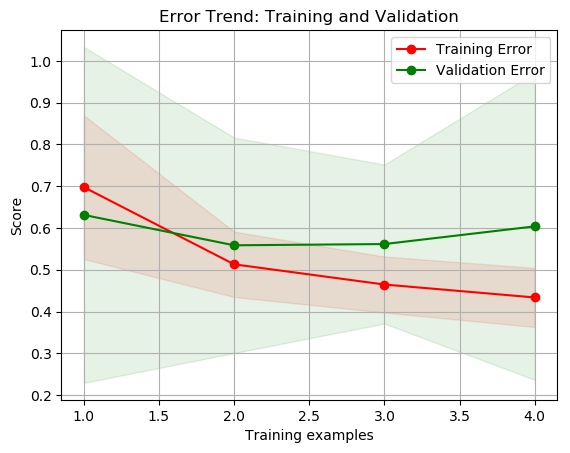 Error Trend: Training and Validation
Training Error
Validation Error
Score
1.0
0.9
0.8
0.7
0.6
0.5
0.4
0.3
0.2
1.0 1.5 2.0 2.5 3.0 3.5 4.0
Training examples